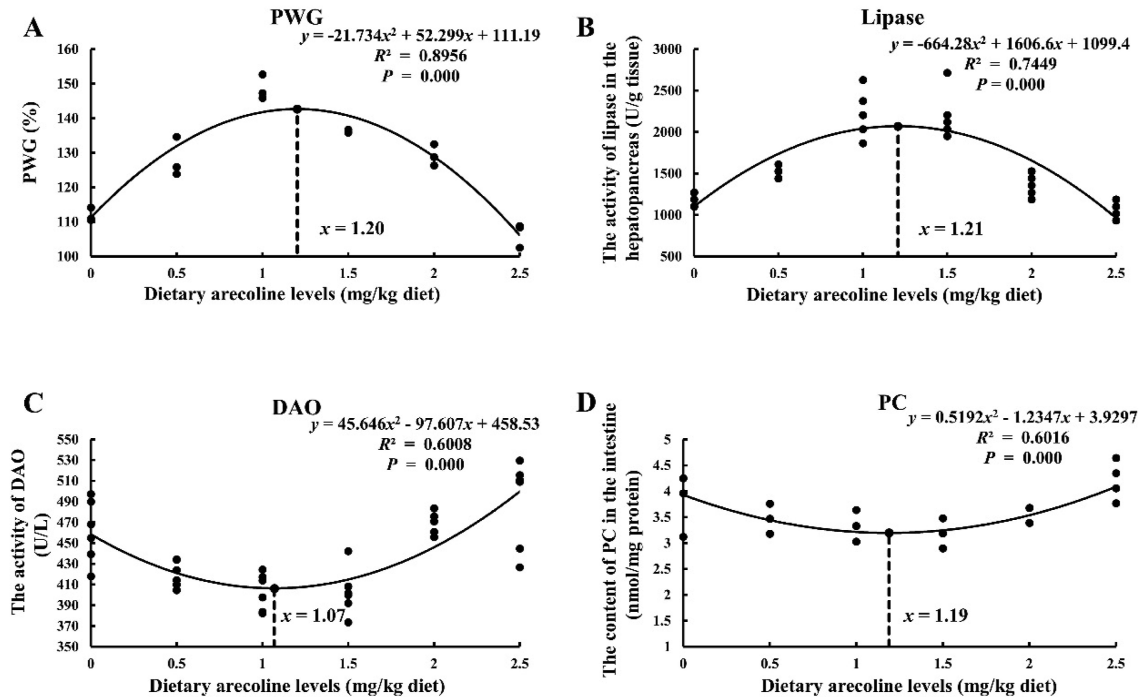 A
PWG
y = -21.734x² + 52.299x + 111.19
R² = 0.8956
P = 0.000
PWG (%)
160
150
140
130
120
110
100
x = 1.20
0
0.5
1
1.5
2
2.5
Dietary arecoline levels (mg/kg diet)
B
Lipase
y = -664.28x² + 1606.6x + 1099.4
R² = 0.7449
P = 0.000
The activity of lipase in the
hepatopancreas (U/g tissue)
3000
2500
2000
1500
1000
500
x = 1.21
0
0.5
1
1.5
2
2.5
Dietary arecoline levels (mg/kg diet)
C
DAO
y = 45.646x² - 97.607x + 458.53
R² = 0.6008
P = 0.000
The activity of DAO
(U/L)
550
530
510
490
470
450
430
410
390
370
350
x = 1.07
0
0.5
1
1.5
2
2.5
Dietary arecoline levels (mg/kg diet)
D
PC
y = 0.5192x² - 1.2347x + 3.9297
R² = 0.6016
P = 0.000
The content of PC in the intestine
(nmol/mg protein)
5
4.5
4
3.5
3
2.5
2
1.5
1
x = 1.19
0
0.5
1
1.5
2
2.5
Dietary arecoline levels (mg/kg diet)